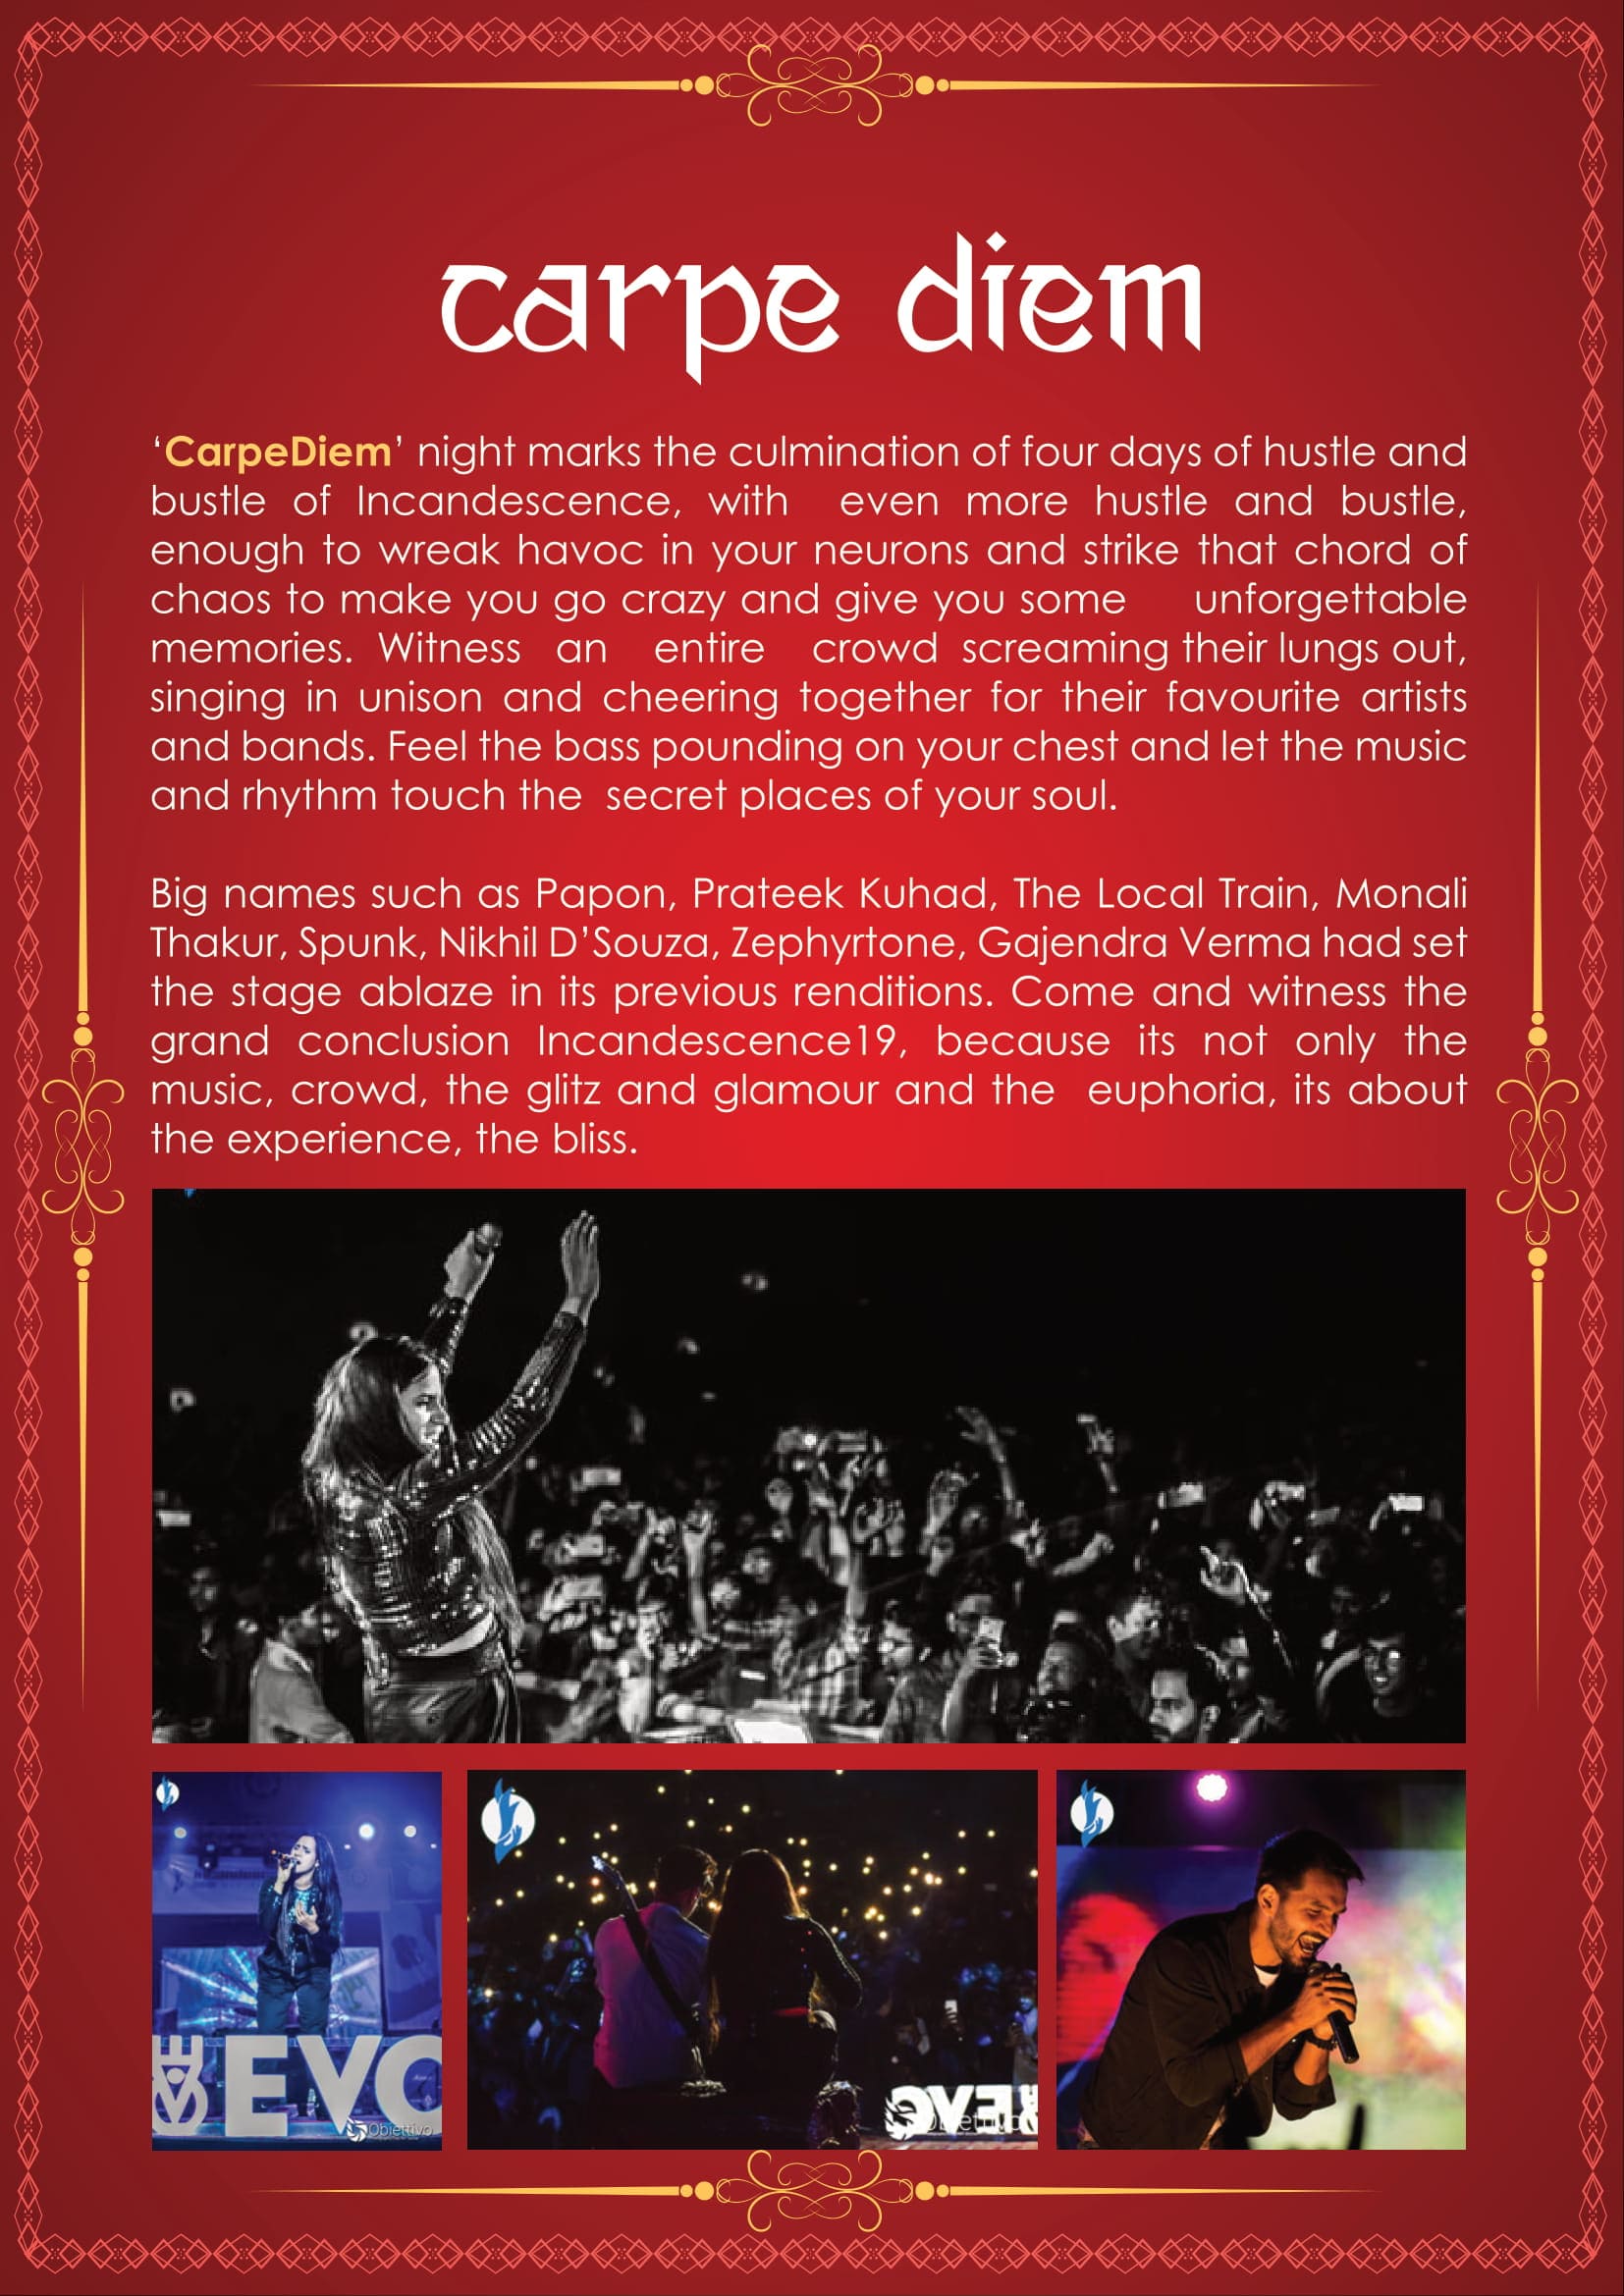 carpe diem
‘CarpeDiem’ night marks the culmination of four days of hustle and
bustle of Incandescence, with even more hustle and bustle,
enough to wreak havoc in your neurons and strike that chord of
chaos to make you go crazy and give you some unforgettable
memories. Witness an entire crowd screaming their lungs out,
singing in unison and cheering together for their favourite artists
and bands. Feel the bass pounding on your chest and let the music
and rhythm touch the secret places of your soul.
Big names such as Papon, Prateek Kuhad, The Local Train, Monali
Thakur, Spunk, Nikhil D’Souza, Zephyrtone, Gajendra Verma had set
the stage ablaze in its previous renditions. Come and witness the
grand conclusion Incandescence19, because its not only the
music, crowd, the glitz and glamour and the euphoria, its about
the experience, the bliss.
EVO
Obiettivo